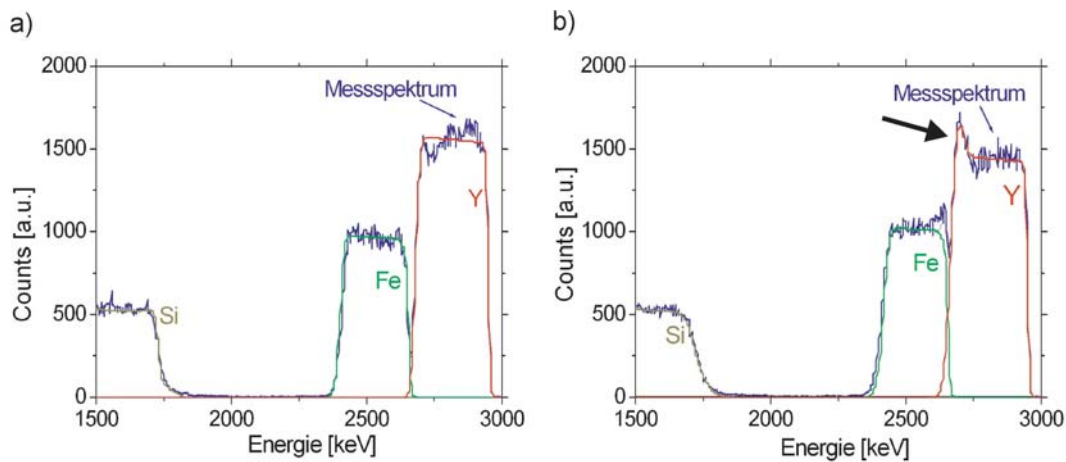 a)
2000
1500
1000
500
0
Counts [a.u.]
Messspektrum
Y
Fe
Si
1500 2000 2500 3000
Energie [keV]
b)
2000
1500
1000
500
0
Counts [a.u.]
Messspektrum
Y
Fe
Si
1500 2000 2500 3000
Energie [keV]